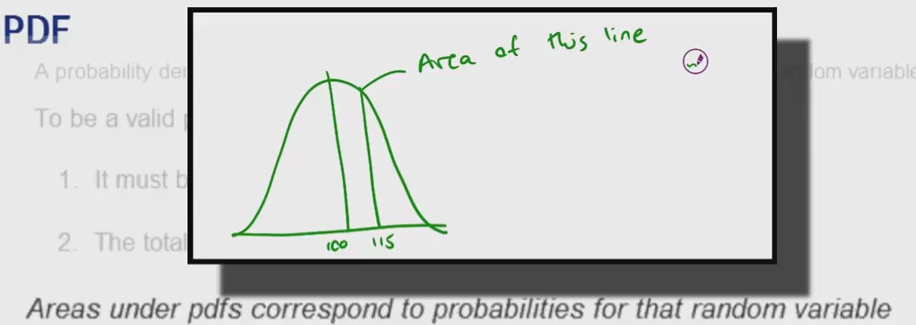 PDF
A probability den
ndom variable
To be a valid p
1. It must b
2. The total
Area of this line
100 115
Areas under pdfs correspond to probabilities for that random variable